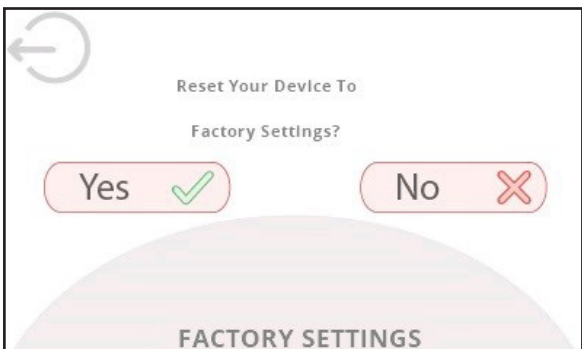 Reset Your Device To
Factory Settings?
Yes No
FACTORY SETTINGS